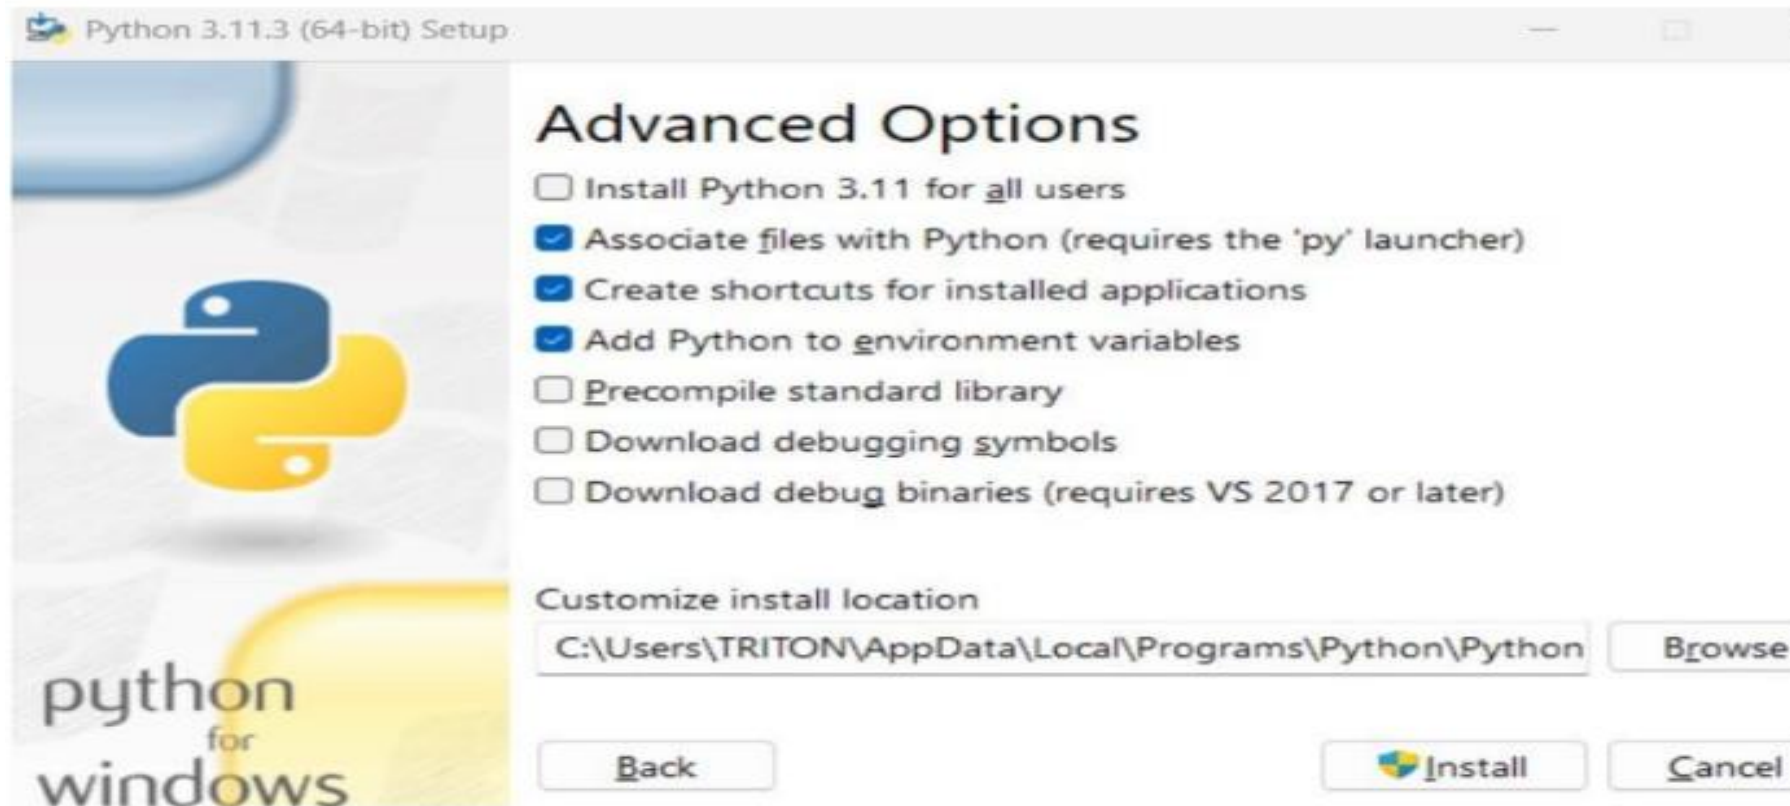 Python 3.11.3 (64-bit) Setup
Advanced Options
Install Python 3.11 for all users
Associate files with Python (requires the 'py' launcher)
Create shortcuts for installed applications
Add Python to environment variables
Precompile standard library
Download debugging symbols
Download debug binaries (requires VS 2017 or later)
Customize install location
C:\Users\TRITON\AppData\Local\Programs\Python\Python
Browse
python
for
windows
Back
Install
Cancel